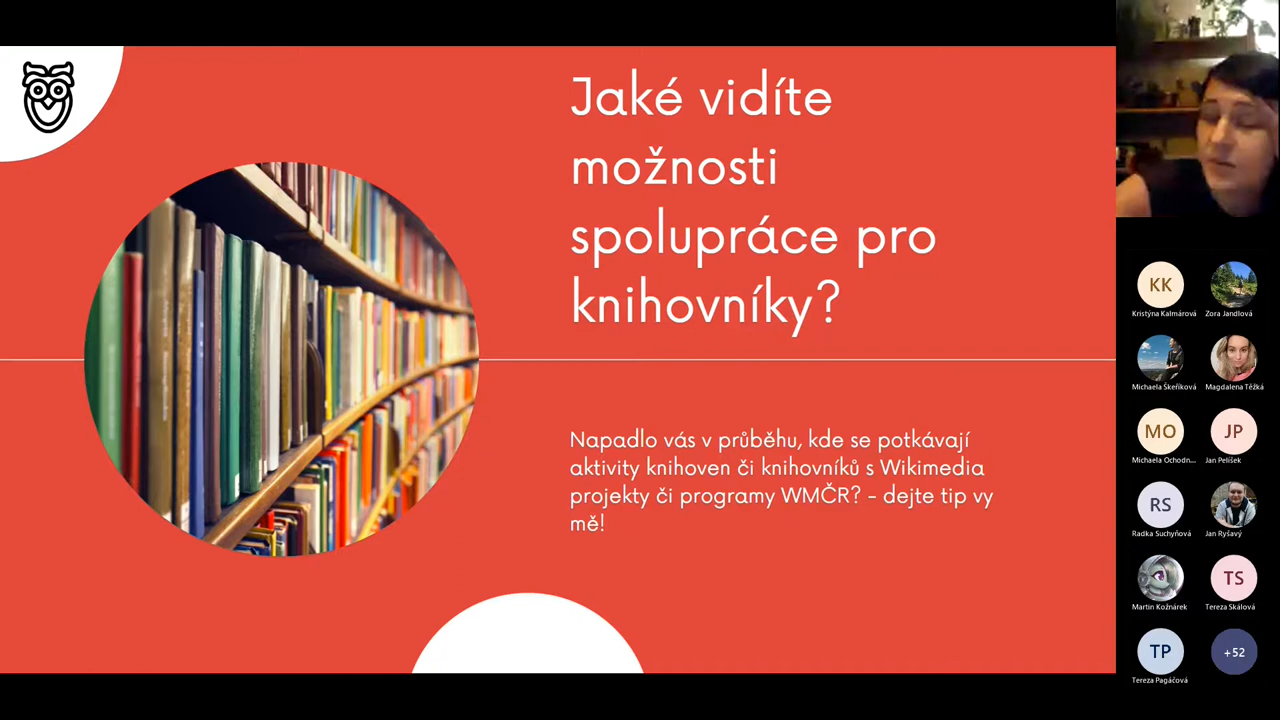 Jaké vidíte
možnosti
spolupráce pro
knihovníky?
Napadlo vás v průběhu, kde se potkávají
aktivity knihoven či knihovníků s Wikimedia
projekty či programy WMČR? - dejte tip vy
mě!
KK
Kristýna Kalmárová
Zora Jandlová
Michaela Škeříková
Magdalena Těžká
MO
Michaela Ochodn...
JP
Jan Pelíšek
RS
Radka Suchyňová
Jan Ryšavý
Martin Kožnárek
TS
Tereza Skálová
TP
Tereza Pagáčová
+52